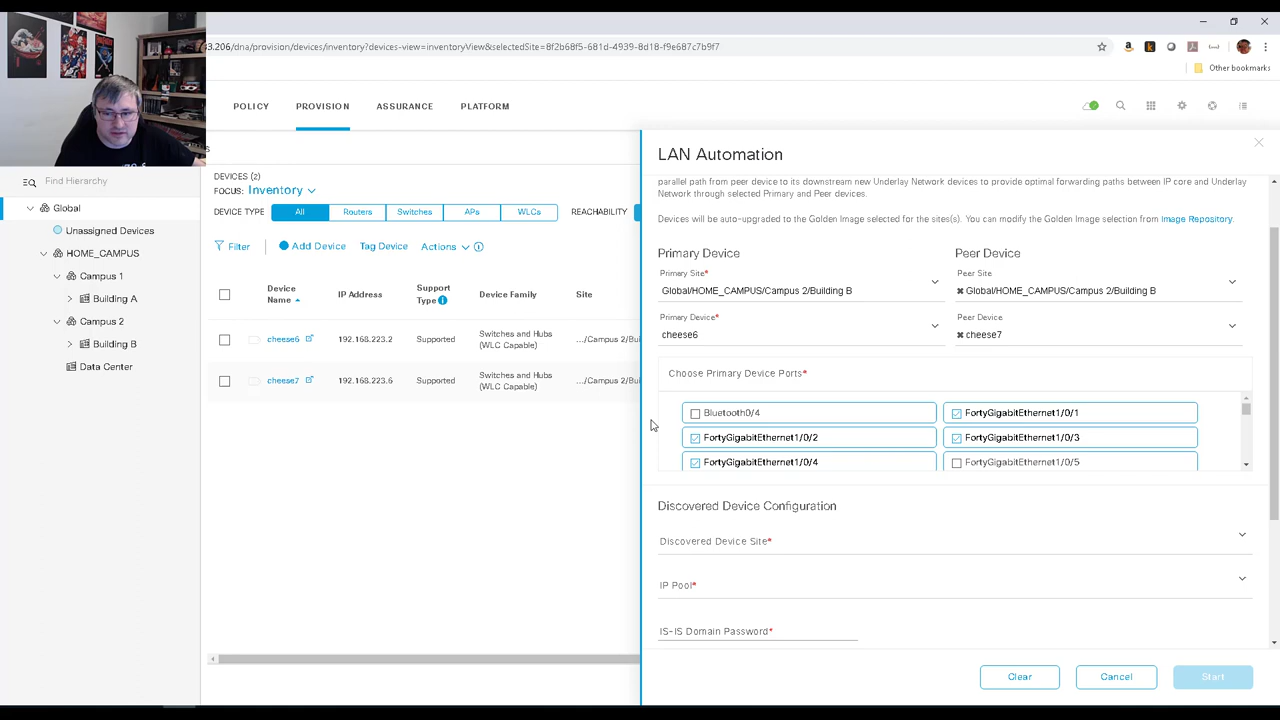 3.206/dna/provision/devices/inventory?devices-view=inventoryView&selectedSite=8f2b68f5-681d-4939-8d18-f9e687c7b9f7
Other bookmarks
POLICY
PROVISION
ASSURANCE
PLATFORM
Find Hierarchy
Global
Unassigned Devices
HOME_CAMPUS
Campus 1
Building A
Campus 2
Building B
Data Center
DEVICES (2)
FOCUS: Inventory
DEVICE TYPE All Routers Switches APs WLCs REACHABILITY
Filter Add Device Tag Device Actions
Device Name IP Address Support Type Device Family Site
cheese6 192.168.223.2 Supported Switches and Hubs (WLC Capable) .../Campus 2/Bui
cheese7 192.168.223.6 Supported Switches and Hubs (WLC Capable) .../Campus 2/Bui
LAN Automation
parallel path from peer device to its downstream new Underlay Network devices to provide optimal forwarding paths between IP core and Underlay
Network through selected Primary and Peer devices.
Devices will be auto-upgraded to the Golden Image selected for the sites(s). You can modify the Golden Image selection from Image Repository.
Primary Device
Primary Site*
Global/HOME_CAMPUS/Campus 2/Building B
Primary Device*
cheese6
Peer Device
Peer Site
Global/HOME_CAMPUS/Campus 2/Building B
Peer Device
cheese7
Choose Primary Device Ports*
Bluetooth0/4 FortyGigabitEthernet1/0/1
FortyGigabitEthernet1/0/2 FortyGigabitEthernet1/0/3
FortyGigabitEthernet1/0/4 FortyGigabitEthernet1/0/5
Discovered Device Configuration
Discovered Device Site*
IP Pool*
IS-IS Domain Password*
Clear Cancel Start